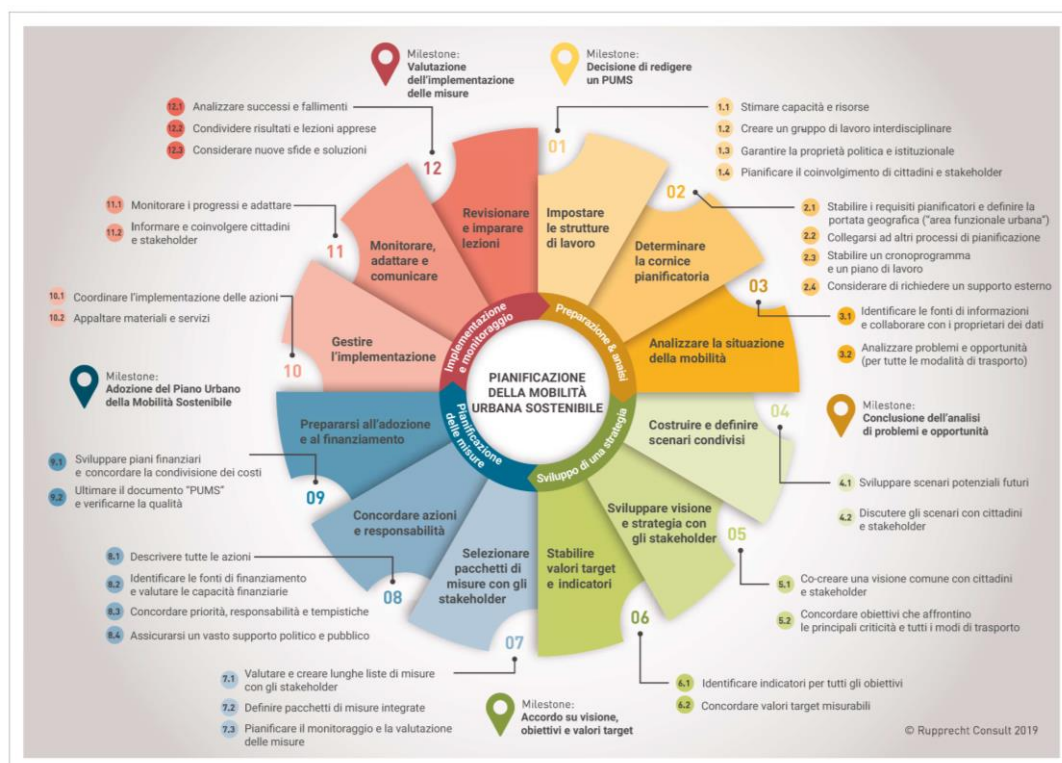 Milestone:
Valutazione
dell'implementazione
delle misure
Milestone:
Decisione di redigere
un PUMS
12.1 Analizzare successi e fallimenti
12.2 Condividere risultati e lezioni apprese
12.3 Considerare nuove sfide e soluzioni
1.1 Stimare capacità e risorse
1.2 Creare un gruppo di lavoro interdisciplinare
1.3 Garantire la proprietà politica e istituzionale
1.4 Pianificare il coinvolgimento di cittadini e stakeholder
12
Revisionare
e imparare
lezioni
01
Impostare
le strutture
di lavoro
11.1 Monitorare i progressi e adattare
11.2 Informare e coinvolgere cittadini
e stakeholder
11
Monitorare,
adattare e
comunicare
02
Determinare
la cornice
pianificatoria
2.1 Stabilire i requisiti pianificatori e definire la
portata geografica ("area funzionale urbana")
2.2 Collegarsi ad altri processi di pianificazione
2.3 Stabilire un cronoprogramma
e un piano di lavoro
2.4 Considerare di richiedere un supporto esterno
10.1 Coordinare l'implementazione delle azioni
10.2 Appaltare materiali e servizi
10
Gestire
l'implementazione
03
Analizzare la situazione
della mobilità
3.1 Identificare le fonti di informazioni
e collaborare con i proprietari dei dati
3.2 Analizzare problemi e opportunità
(per tutte le modalità di trasporto)
Implementazione
e monitoraggio
Preparazione & analisi
PIANIFICAZIONE
DELLA MOBILITÀ
URBANA SOSTENIBILE
Pianificazione
delle misure
Sviluppo di una strategia
Milestone:
Adozione del Piano Urbano
della Mobilità Sostenibile
Milestone:
Conclusione dell'analisi
di problemi e opportunità
Prepararsi all'adozione
e al finanziamento
09
9.1 Sviluppare piani finanziari
e concordare la condivisione dei costi
9.2 Ultimare il documento "PUMS"
e verificarne la qualità
04
Costruire e definire
scenari condivisi
4.1 Sviluppare scenari potenziali futuri
4.2 Discutere gli scenari con cittadini
e stakeholder
Concordare azioni
e responsabilità
08
8.1 Descrivere tutte le azioni
8.2 Identificare le fonti di finanziamento
e valutare le capacità finanziarie
8.3 Concordare priorità, responsabilità e tempistiche
8.4 Assicurarsi un vasto supporto politico e pubblico
Sviluppare visione
e strategia con
gli stakeholder
05
5.1 Co-creare una visione comune con cittadini
e stakeholder
5.2 Concordare obiettivi che affrontino
le principali criticità e tutti i modi di trasporto
Selezionare
pacchetti di
misure con gli
stakeholder
07
7.1 Valutare e creare lunghe liste di misure
con gli stakeholder
7.2 Definire pacchetti di misure integrate
7.3 Pianificare il monitoraggio e la valutazione
delle misure
Stabilire
valori target
e indicatori
06
6.1 Identificare indicatori per tutti gli obiettivi
6.2 Concordare valori target misurabili
Milestone:
Accordo su visione,
obiettivi e valori target
© Rupprecht Consult 2019